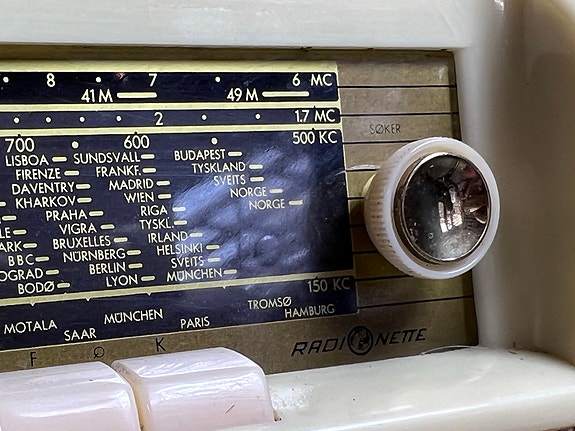 8 7 6 MC
41 M 49 M
2 1.7 MC
SØKER
700 600 500 KC
LISBOA SUNDSVALL BUDAPEST
FIRENZE FRANKF. TYSKLAND
DAVENTRY MADRID SVEITS
KHARKOV WIEN NORGE
PRAHA RIGA NORGE
VIGRA TYSKL.
BRUXELLES IRLAND
BBC NÜRNBERG HELSINKI
BERLIN SVEITS
BODØ LYON MÜNCHEN
150 KC
MOTALA MÜNCHEN TROMSØ
SAAR PARIS HAMBURG
F Ø K
RADIONETTE